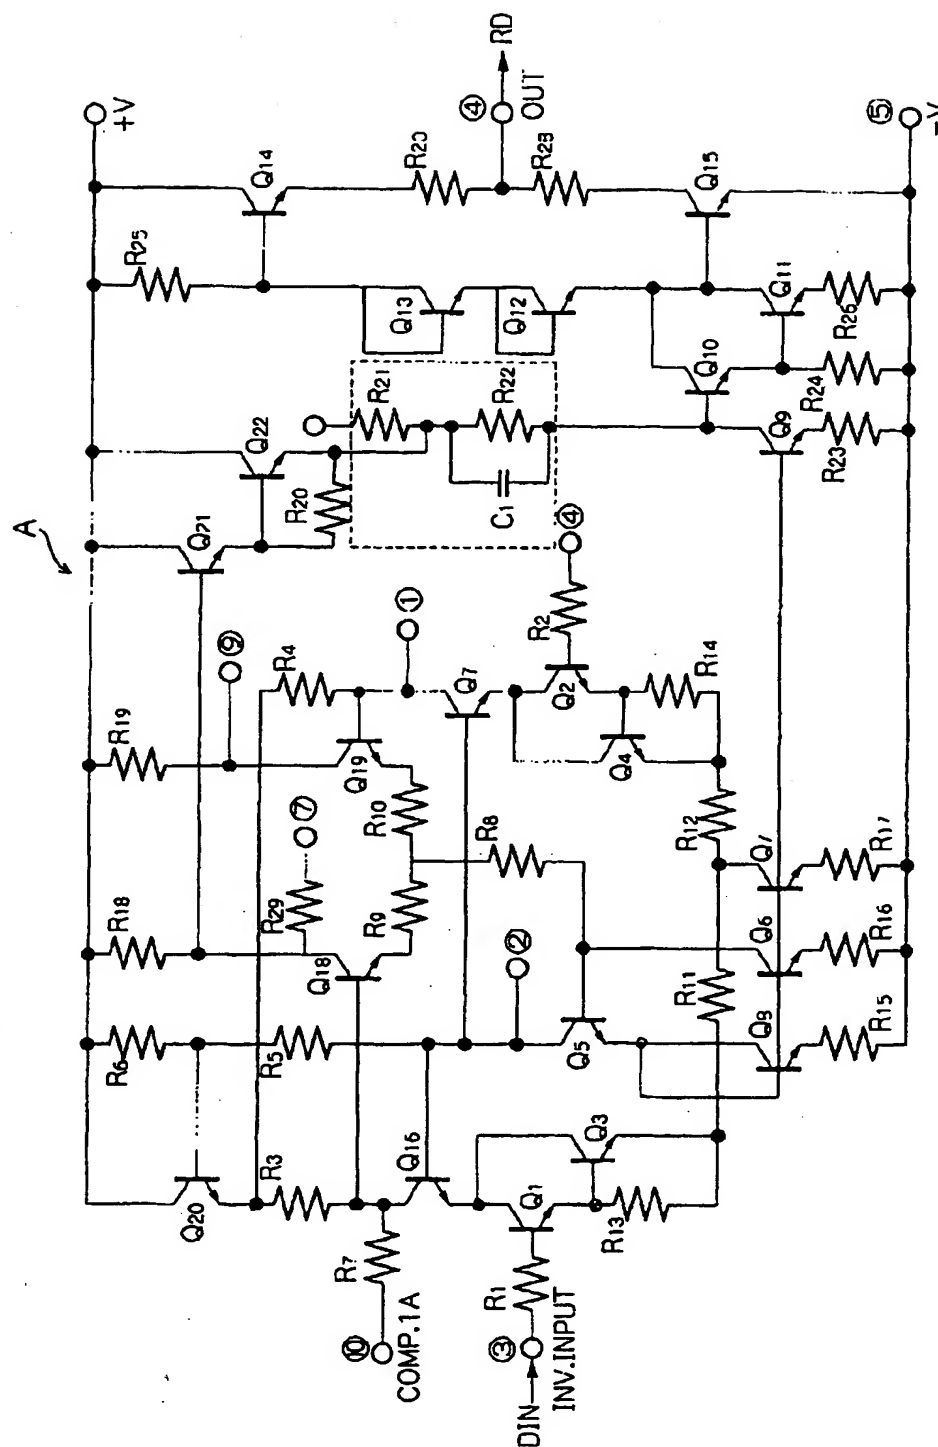 A
R6
R18
R19
R25
+V
Q20
Q21
Q22
Q14
⑨
R3
R5
R29
⑦
R4
R20
R7
Q18
Q19
R9
R10
R21
Q13
R20
⑩
COMP.1A
Q16
①
Q7
R8
C1
R22
Q12
④
OUT
RD
R1
②
③
DIN
INV.INPUT
Q1
Q5
R2
④
Q2
R28
Q3
R13
Q4
R14
Q10
Q15
R11
R12
Q8
Q6
Q7
Q9
Q11
R15
R16
R17
R23
R24
R26
⑤
-V